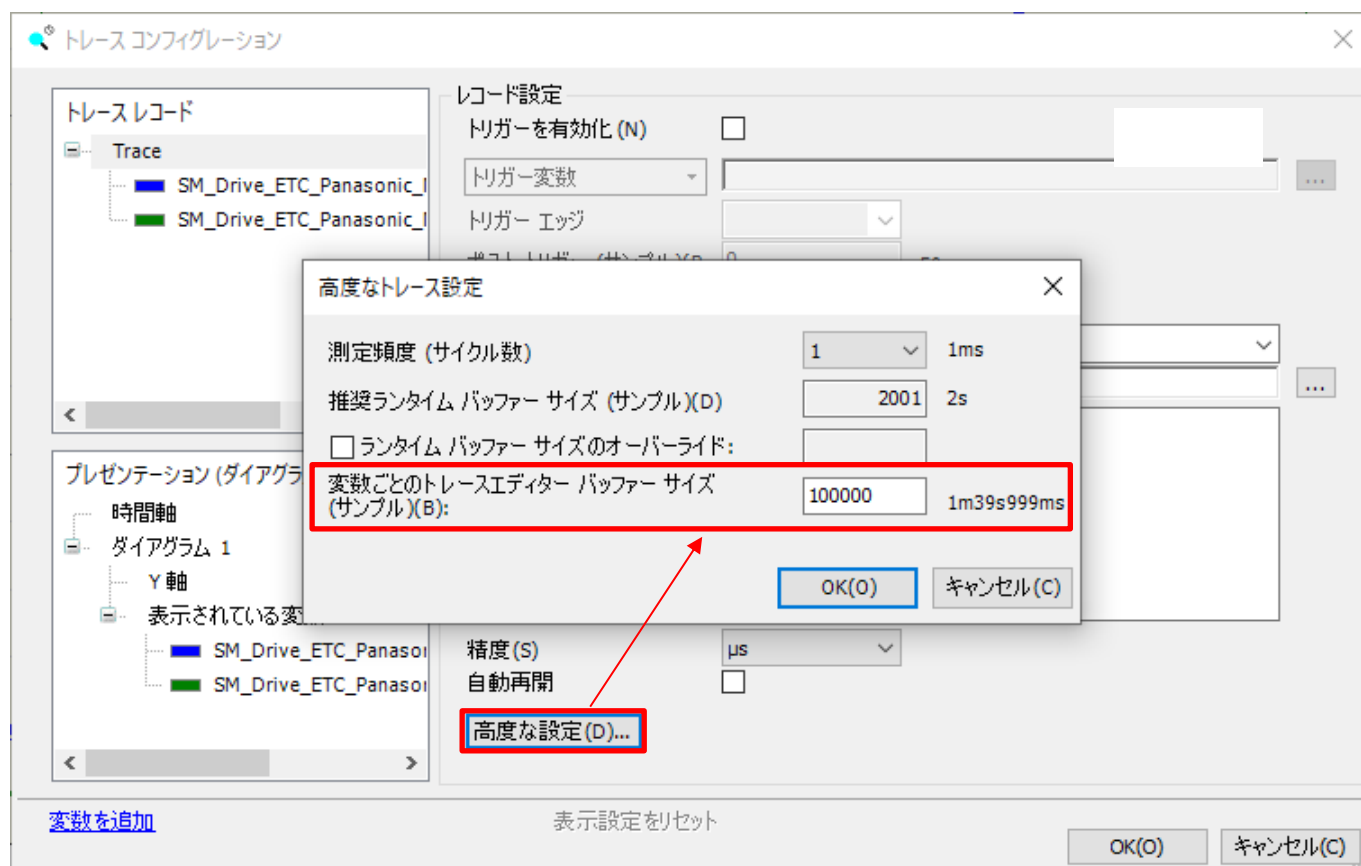 トレース コンフィグレーション
トレース レコード
Trace
SM_Drive_ETC_Panasonic_
SM_Drive_ETC_Panasonic_
レコード設定
トリガーを有効化(N)
トリガー変数
...
トリガー エッジ
...
高度なトレース設定
測定頻度 (サイクル数)
1
1ms
推奨ランタイム バッファー サイズ (サンプル)(D)
2001
2s
ランタイム バッファー サイズのオーバーライド:
変数ごとのトレースエディター バッファー サイズ
(サンプル)(B):
100000
1m39s999ms
OK(O)
キャンセル(C)
プレゼンテーション (ダイアグラ
時間軸
ダイアグラム 1
Y 軸
表示されている変
SM_Drive_ETC_Panaso
SM_Drive_ETC_Panaso
精度(S)
µs
自動再開
高度な設定(D)...
変数を追加
表示設定をリセット
OK(O)
キャンセル(C)